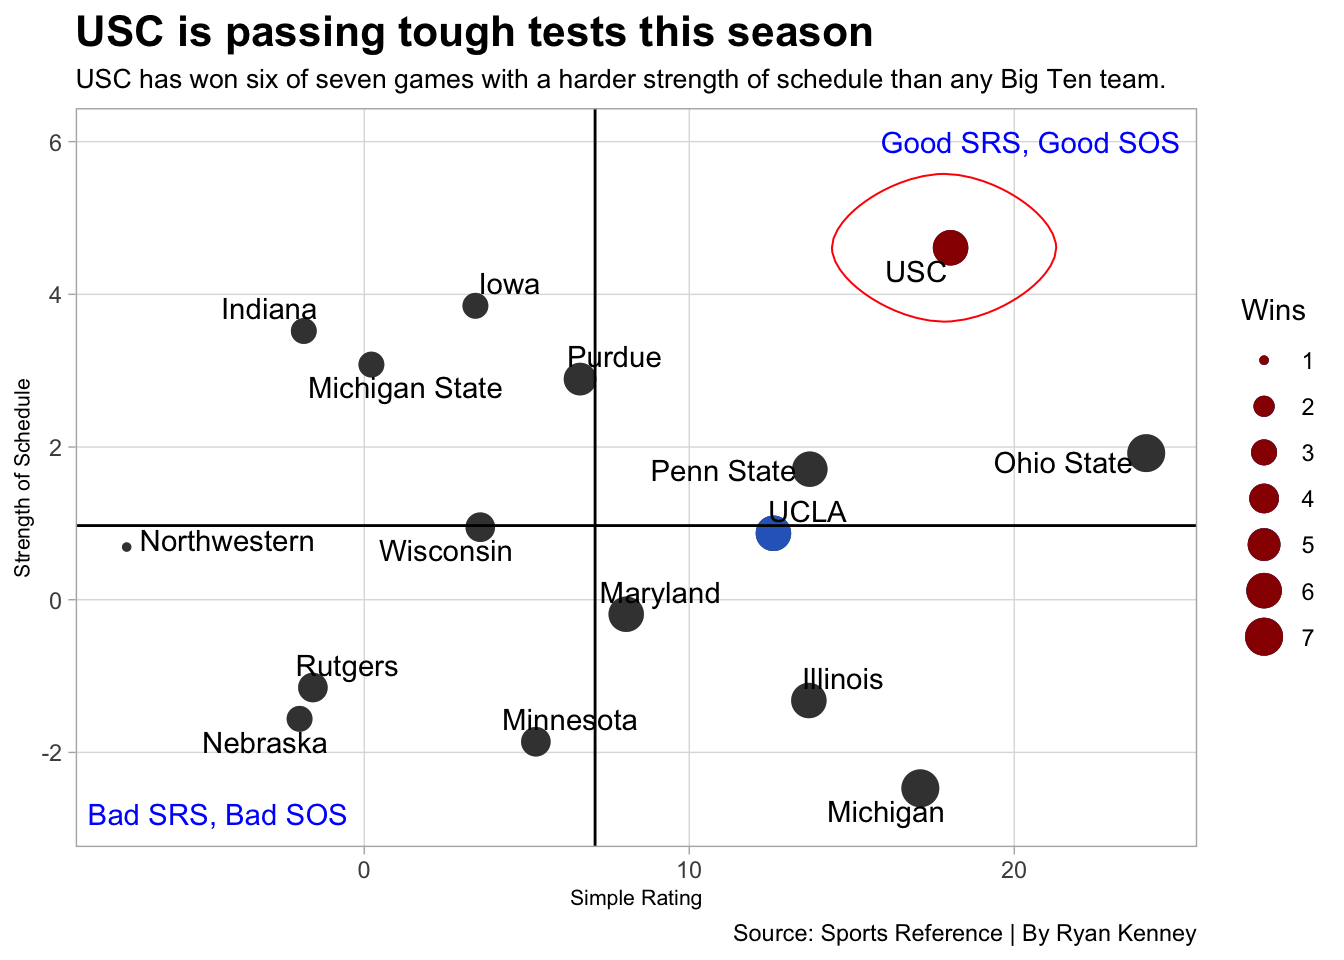 USC is passing tough tests this season
USC has won six of seven games with a harder strength of schedule than any Big Ten team.
6
4
2
0
-2
Strength of Schedule
Good SRS, Good SOS
USC
Iowa
Indiana
Purdue
Michigan State
Ohio State
Penn State
UCLA
Northwestern
Wisconsin
Maryland
Rutgers
Illinois
Minnesota
Nebraska
Michigan
Bad SRS, Bad SOS
0
10
20
Simple Rating
Wins
1
2
3
4
5
6
7
Source: Sports Reference | By Ryan Kenney